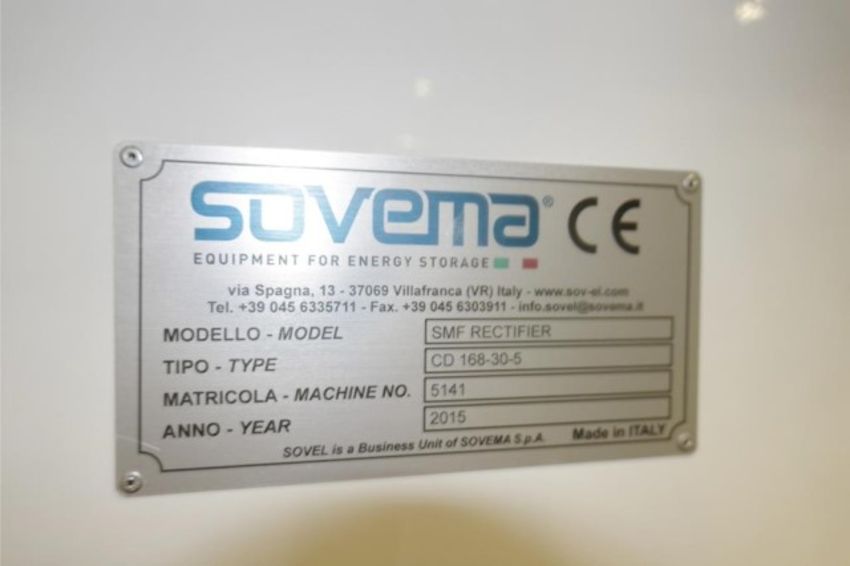 SOVEMA® CE
EQUIPMENT FOR ENERGY STORAGE
via Spagna, 13 - 37069 Villafranca (VR) Italy - www.sov-el.com
Tel. +39 045 6335711 - Fax. +39 045 6303911 - info.sovel@sovema.it
MODELLO - MODEL SMF RECTIFIER
TIPO - TYPE CD 168-30-5
MATRICOLA - MACHINE NO. 5141
ANNO - YEAR 2015
SOVEL is a Business Unit of SOVEMA S.p.A. Made in ITALY